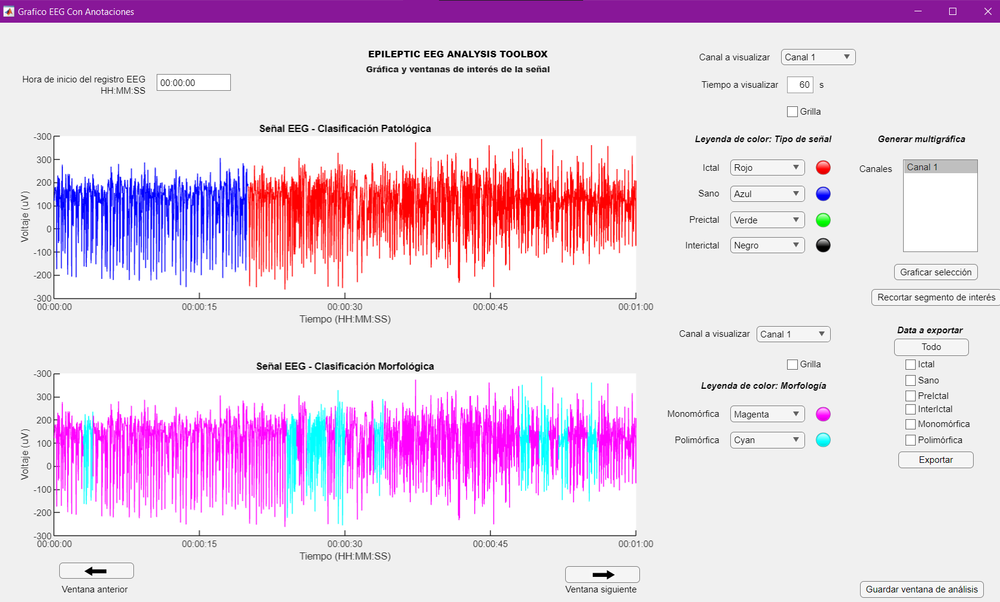 Grafico EEG Con Anotaciones
EPILEPTIC EEG ANALYSIS TOOLBOX
Gráfica y ventanas de interés de la señal
Hora de inicio del registro EEG
HH:MM:SS
00:00:00
Canal a visualizar
Canal 1
Tiempo a visualizar
60
s
Grilla
Señal EEG - Clasificación Patológica
-300
300
200
100
0
-100
-200
-300
Voltaje (uV)
00:00:00
00:00:15
00:00:30
00:00:45
00:01:00
Tiempo (HH:MM:SS)
Leyenda de color: Tipo de señal
Ictal
Rojo
Sano
Azul
Preictal
Verde
Interictal
Negro
Generar multigráfica
Canales
Canal 1
Graficar selección
Recortar segmento de interés
Canal a visualizar
Canal 1
Grilla
Señal EEG - Clasificación Morfológica
-300
300
200
100
0
-100
-200
-300
Voltaje (uV)
00:00:00
00:00:15
00:00:30
00:00:45
00:01:00
Tiempo (HH:MM:SS)
Leyenda de color: Morfología
Monomórfica
Magenta
Polimórfica
Cyan
Data a exportar
Todo
Ictal
Sano
PreIctal
InterIctal
Monomórfica
Polimórfica
Exportar
Ventana anterior
Ventana siguiente
Guardar ventana de análisis